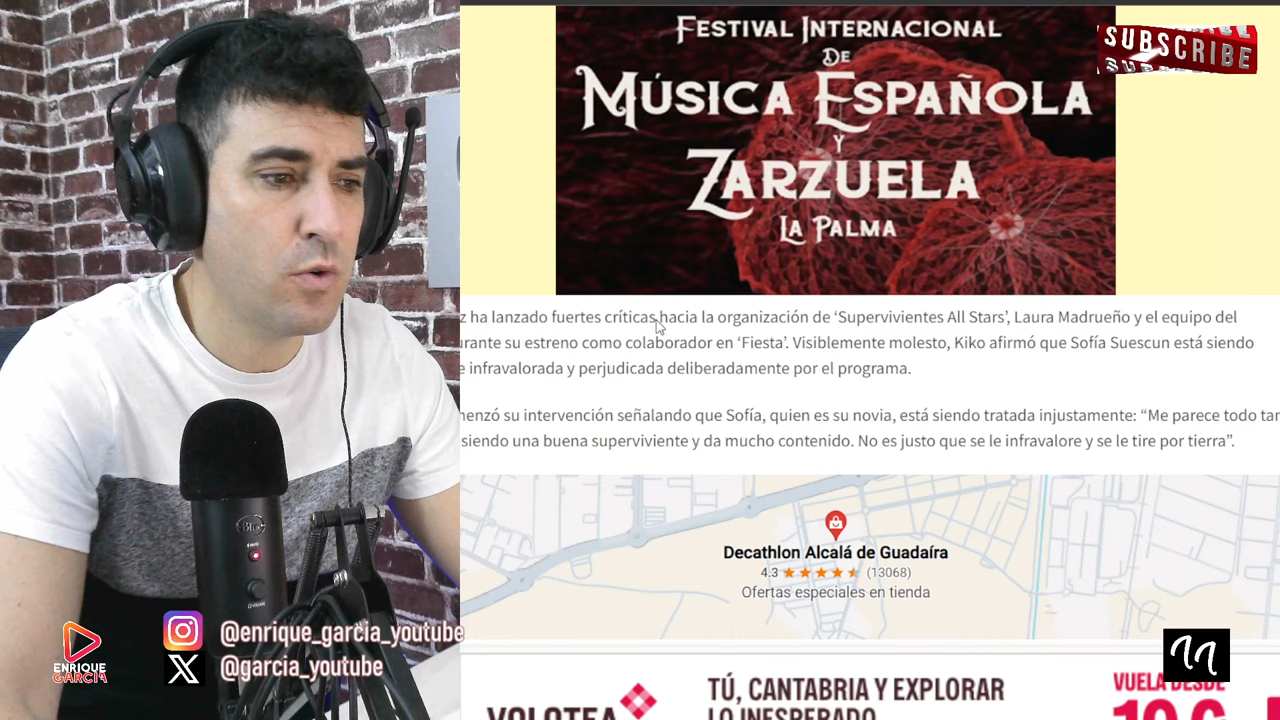 FESTIVAL INTERNACIONAL
DE
MÚSICA ESPAÑOLA
Y
ZARZUELA
LA PALMA
SUBSCRIBE
z ha lanzado fuertes críticas hacia la organización de ‘Supervivientes All Stars’, Laura Madrueño y el equipo del
urante su estreno como colaborador en ‘Fiesta’. Visiblemente molesto, Kiko afirmó que Sofía Suescun está siendo
e infravalorada y perjudicada deliberadamente por el programa.
menzó su intervención señalando que Sofía, quien es su novia, está siendo tratada injustamente: “Me parece todo tan
siendo una buena superviviente y da mucho contenido. No es justo que se le infravalore y se le tire por tierra”.
Decathlon Alcalá de Guadaíra
4.3 (13068)
Ofertas especiales en tienda
Blue
ENRIQUE
GARCIA
@enrique_garcia_youtube
@garcia_youtube
VOLOTEA
TÚ, CANTABRIA Y EXPLORAR
LO INESPERADO
VUELA DESDE